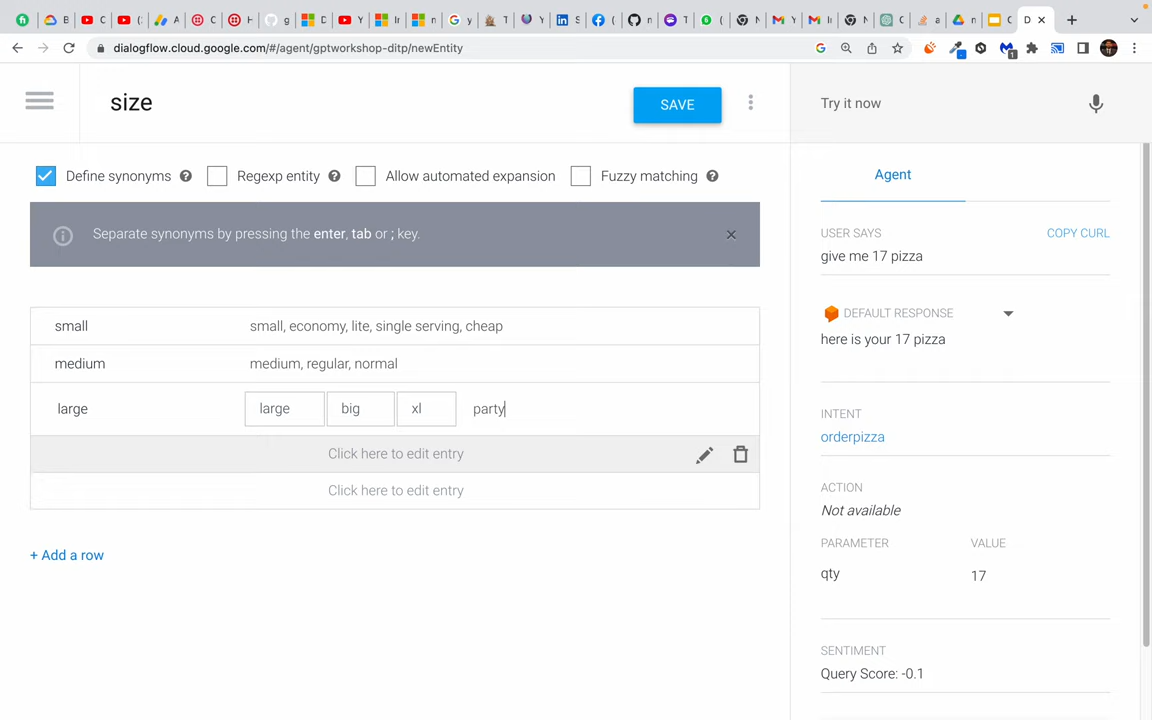 dialogflow.cloud.google.com/#/agent/gptworkshop-ditp/newEntity
size
SAVE
Try it now
Define synonyms
Regexp entity
Allow automated expansion
Fuzzy matching
Separate synonyms by pressing the enter, tab or ; key.
small
small, economy, lite, single serving, cheap
medium
medium, regular, normal
large
large
big
xl
party
Click here to edit entry
Click here to edit entry
+ Add a row
Agent
USER SAYS
COPY CURL
give me 17 pizza
DEFAULT RESPONSE
here is your 17 pizza
INTENT
orderpizza
ACTION
Not available
PARAMETER
VALUE
qty
17
SENTIMENT
Query Score: -0.1